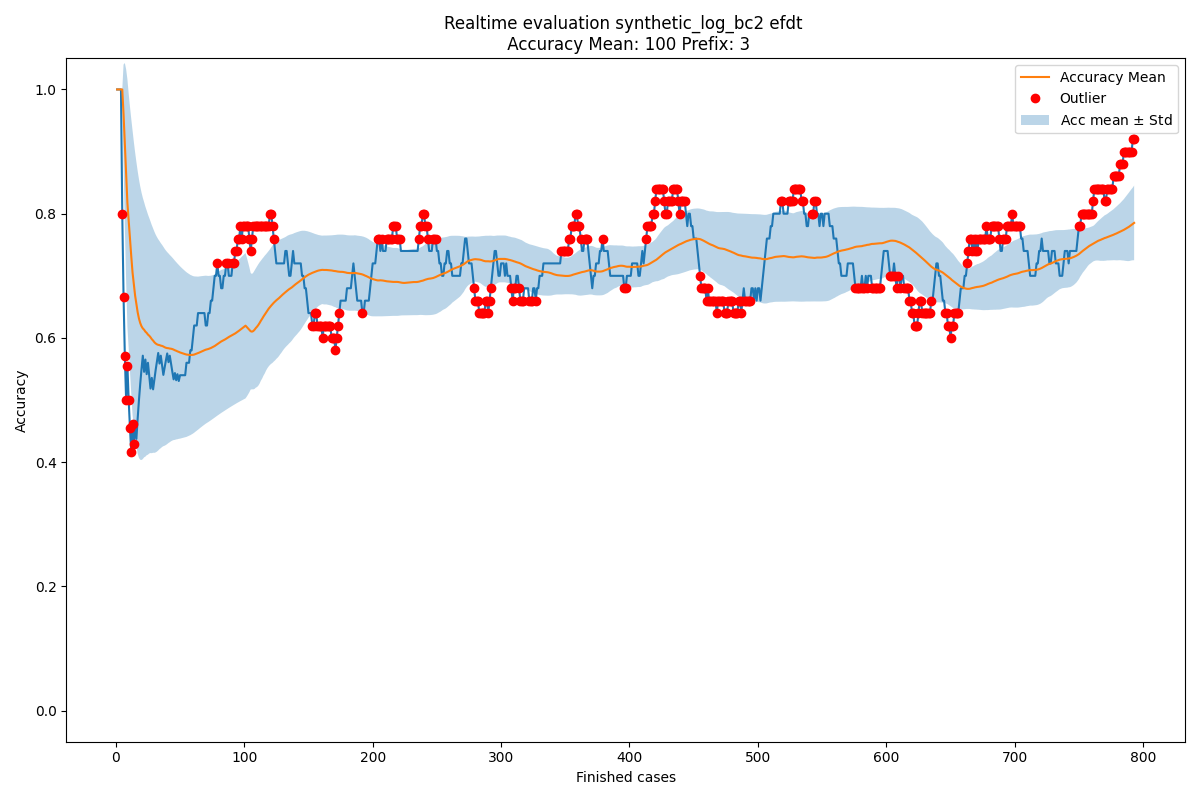 Realtime evaluation synthetic_log_bc2 efdt
Accuracy Mean: 100 Prefix: 3
Accuracy Mean
Outlier
Acc mean ± Std
1.0
0.8
0.6
0.4
0.2
0.0
Accuracy
0 100 200 300 400 500 600 700 800
Finished cases